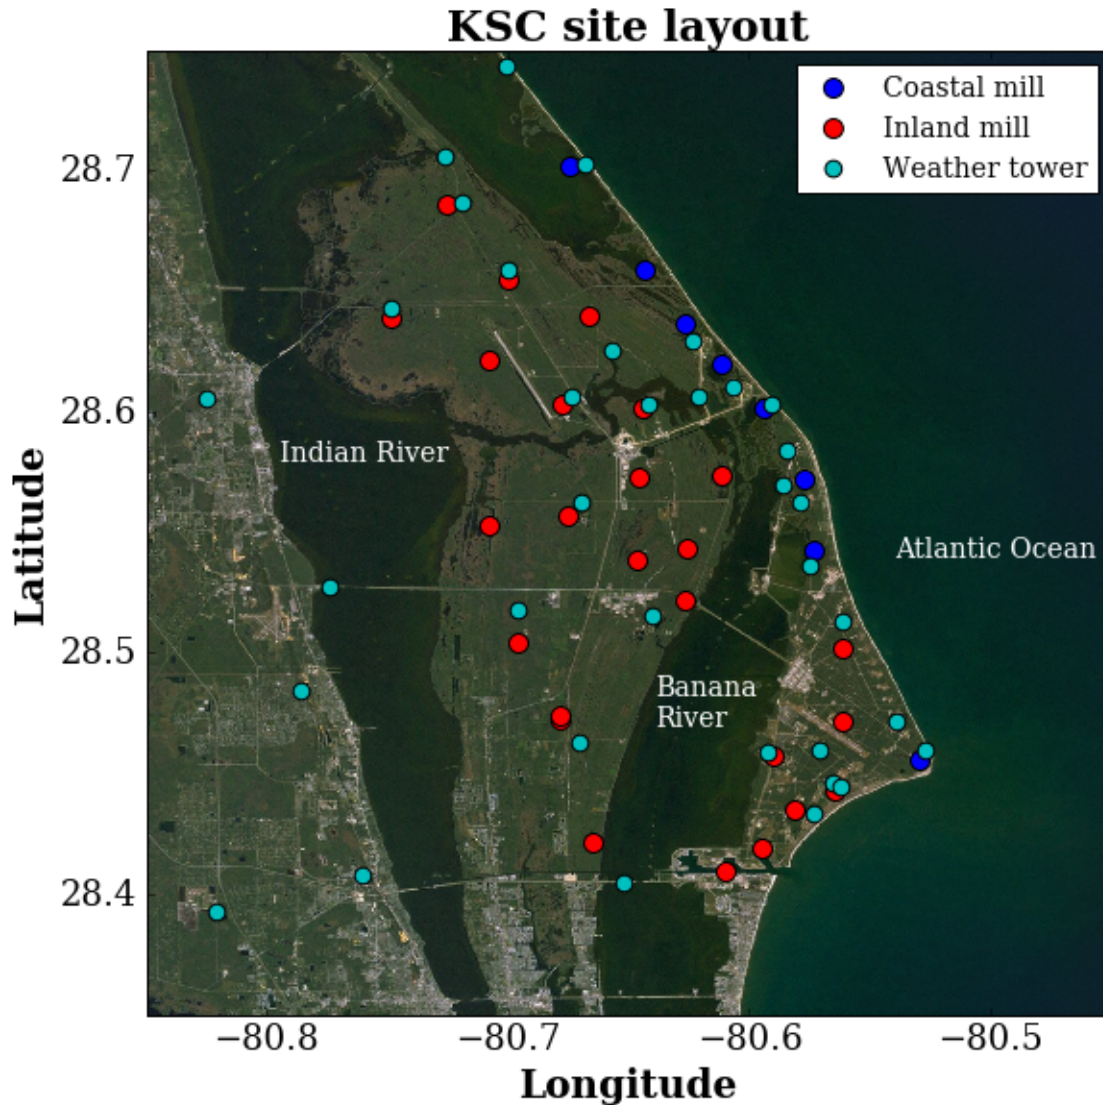 KSC site layout
Coastal mill
Inland mill
Weather tower
28.7
28.6
28.5
28.4
Latitude
Indian River
Atlantic Ocean
Banana
River
−80.8
−80.7
−80.6
−80.5
Longitude